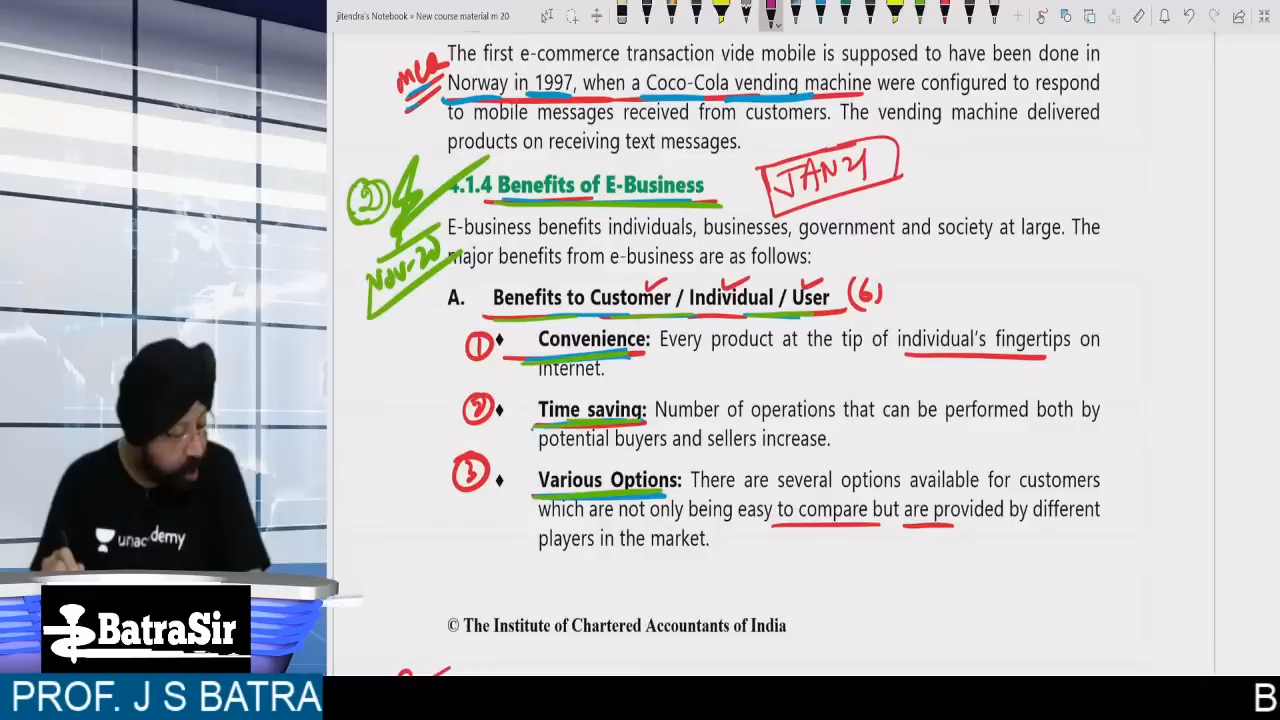 jitendra's Notebook » New course material m 20
The first e-commerce transaction vide mobile is supposed to have been done in
MCQ
Norway in 1997, when a Coco-Cola vending machine were configured to respond
to mobile messages received from customers. The vending machine delivered
products on receiving text messages.
JAN 21
2
4.1.4 Benefits of E-Business
E-business benefits individuals, businesses, government and society at large. The
Nov-20
major benefits from e-business are as follows:
A. Benefits to Customer / Individual / User (6)
1 ♦ Convenience: Every product at the tip of individual's fingertips on
internet.
2 ♦ Time saving: Number of operations that can be performed both by
potential buyers and sellers increase.
3 ♦ Various Options: There are several options available for customers
which are not only being easy to compare but are provided by different
players in the market.
unacademy
BatraSir
© The Institute of Chartered Accountants of India
PROF. J S BATRA
B